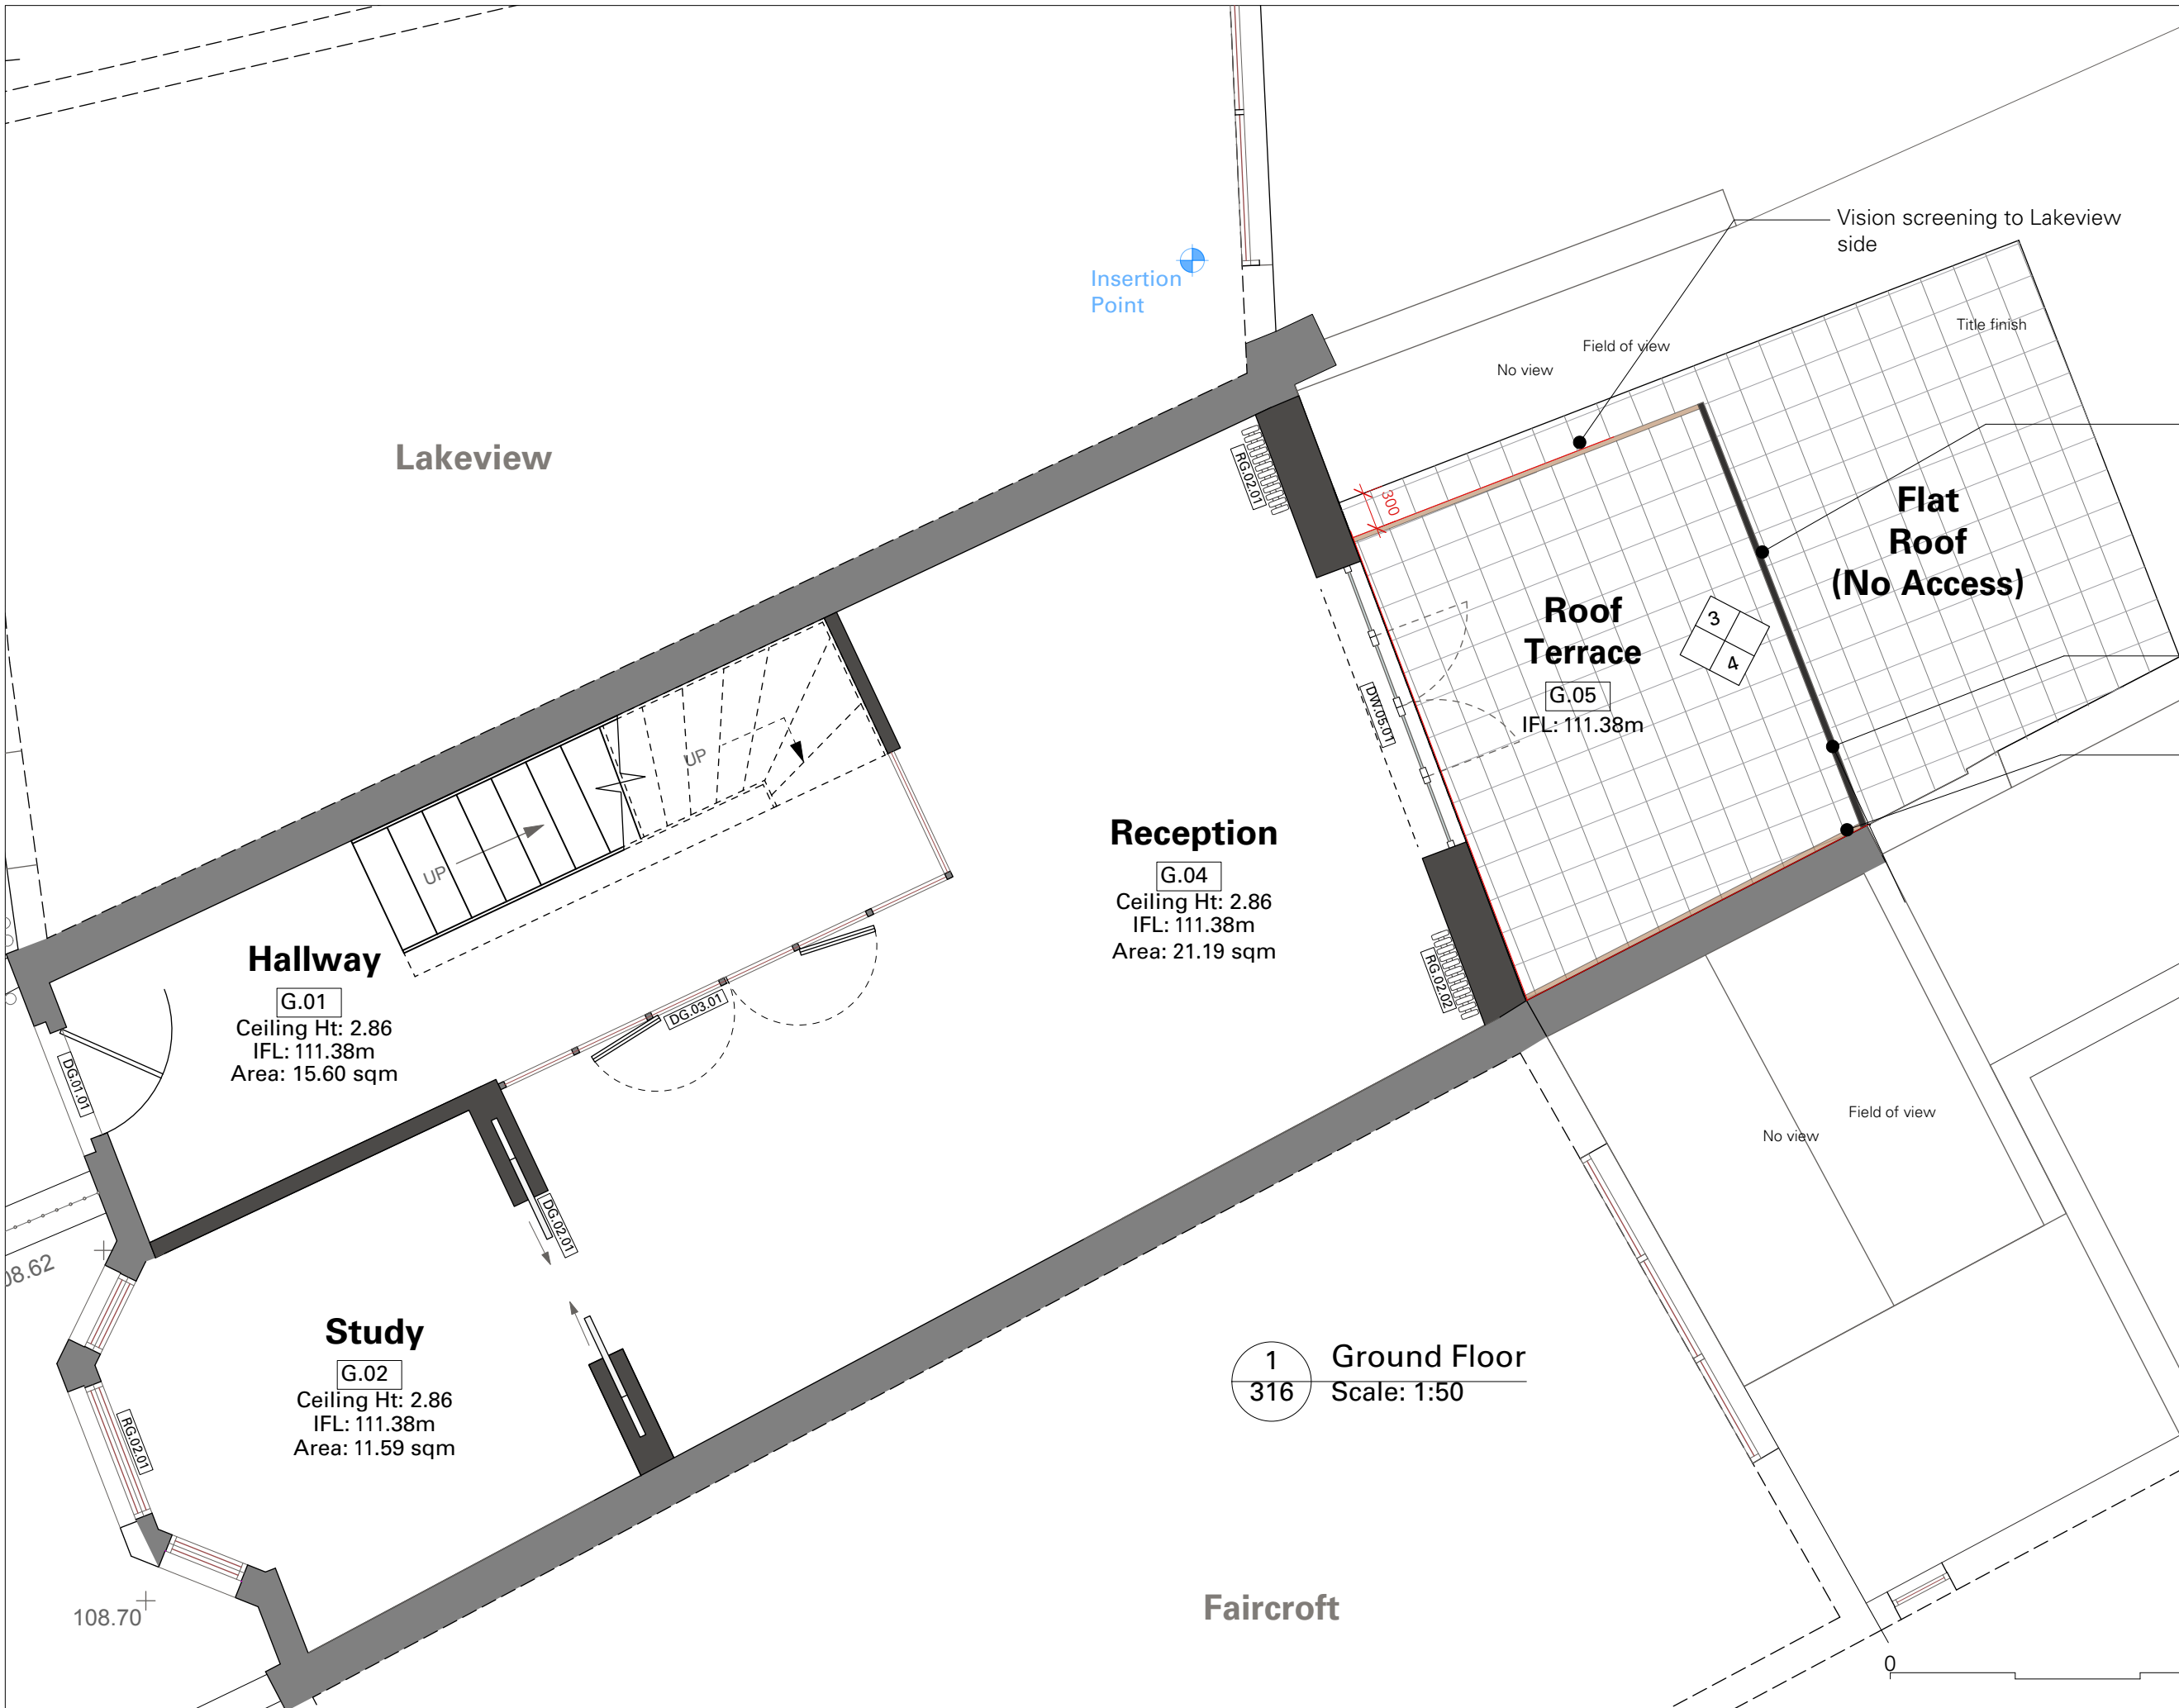 Vision screening to Lakeview
side
Insertion
Point
Title finish
Field of view
No view
Lakeview
RG.02.01
300
Flat
Roof
(No Access)
Roof
Terrace
G.05
IFL: 111.38m
3
4
DW.05.01
UP
UP
Reception
G.04
Ceiling Ht: 2.86
IFL: 111.38m
Area: 21.19 sqm
Hallway
G.01
Ceiling Ht: 2.86
IFL: 111.38m
Area: 15.60 sqm
RG.02.02
DG.03.01
DG.01.01
Field of view
No view
DG.02.01
08.62
Study
G.02
Ceiling Ht: 2.86
IFL: 111.38m
Area: 11.59 sqm
1
316
Ground Floor
Scale: 1:50
RG.02.01
108.70
Faircroft
0